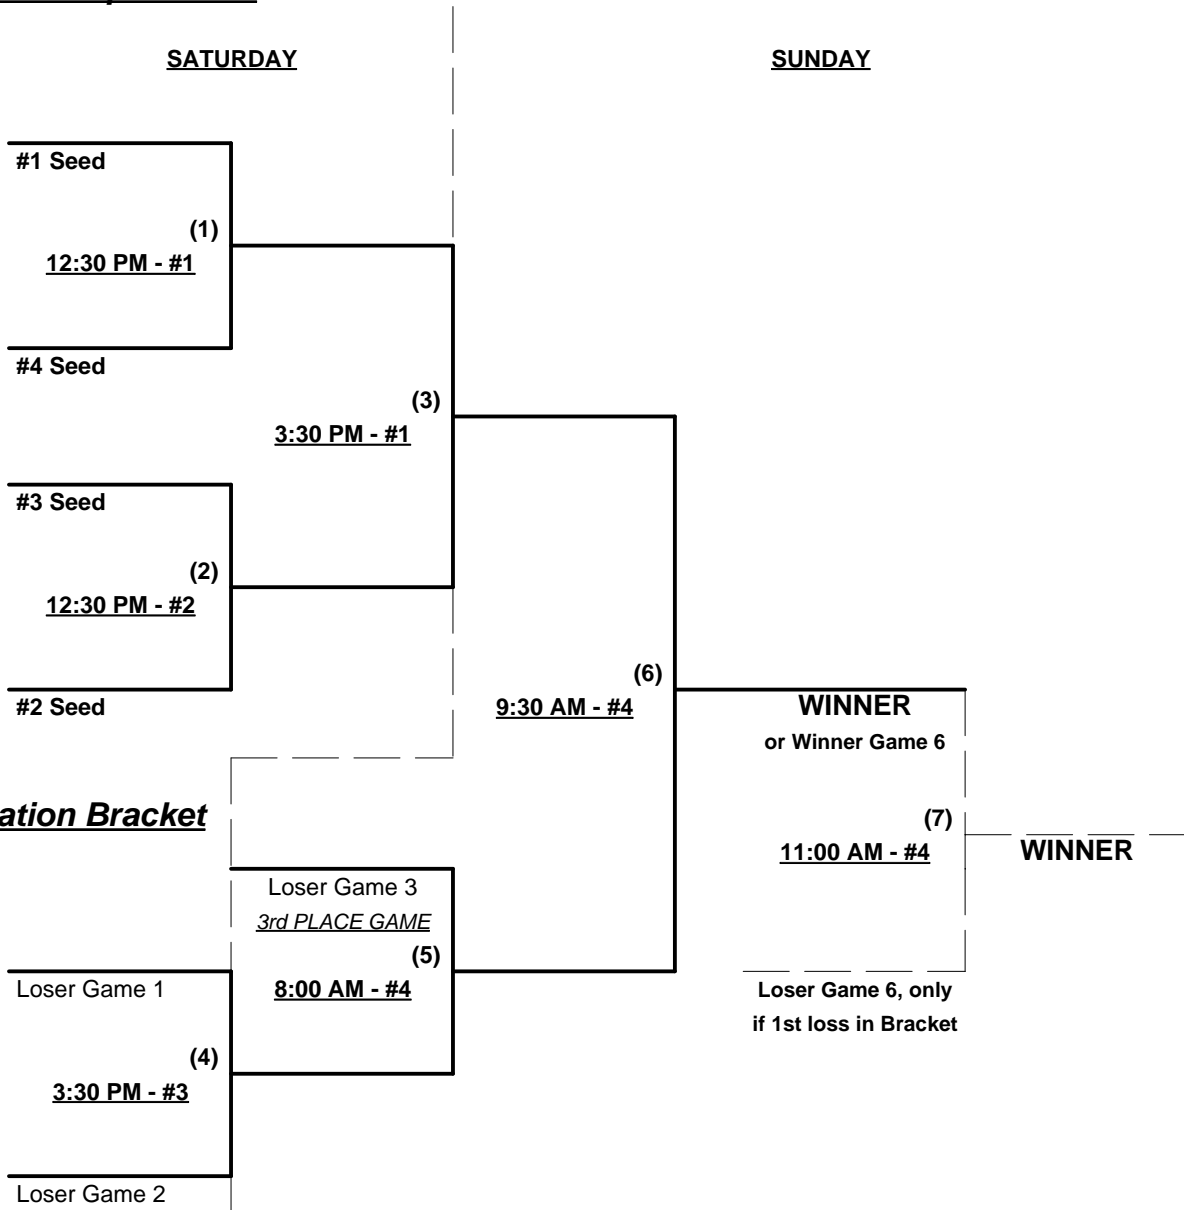 SATURDAY
SUNDAY
#1 Seed
(1)
12:30 PM - #1
#4 Seed
(3)
3:30 PM - #1
#3 Seed
(2)
12:30 PM - #2
#2 Seed
(6)
9:30 AM - #4
WINNER
or Winner Game 6
ation Bracket
(7)
11:00 AM - #4
WINNER
Loser Game 3
3rd PLACE GAME
(5)
8:00 AM - #4
Loser Game 1
Loser Game 6, only
if 1st loss in Bracket
(4)
3:30 PM - #3
Loser Game 2